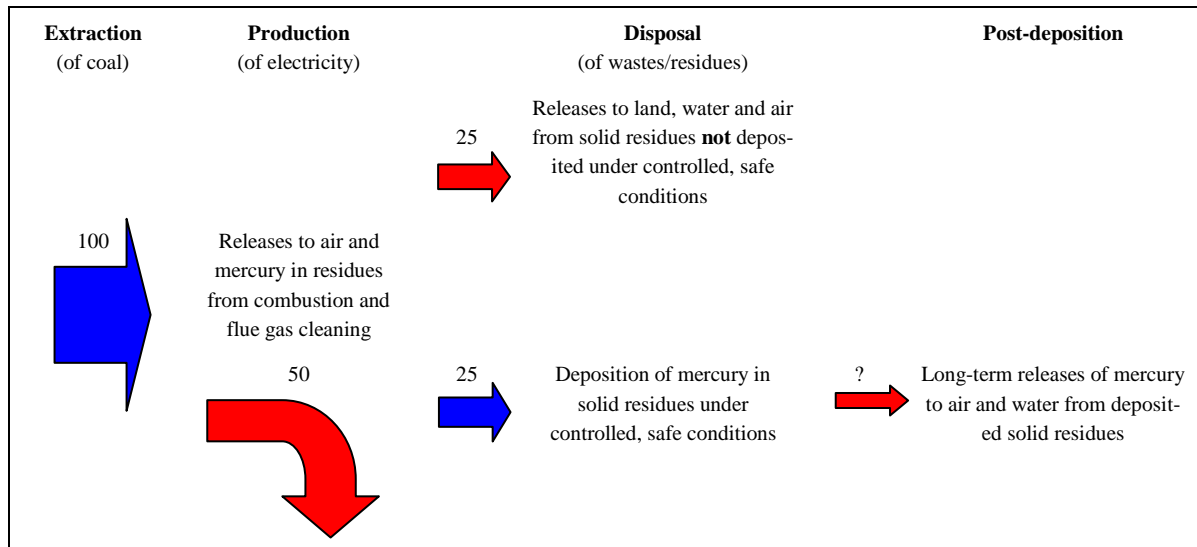 Extraction
(of coal)
Production
(of electricity)
Disposal
(of wastes/residues)
Post-deposition
25
Releases to land, water and air
from solid residues not depos-
ited under controlled, safe
conditions
100
Releases to air and
mercury in residues
from combustion and
flue gas cleaning
50
25
Deposition of mercury in
solid residues under
controlled, safe conditions
?
Long-term releases of mercury
to air and water from deposit-
ed solid residues